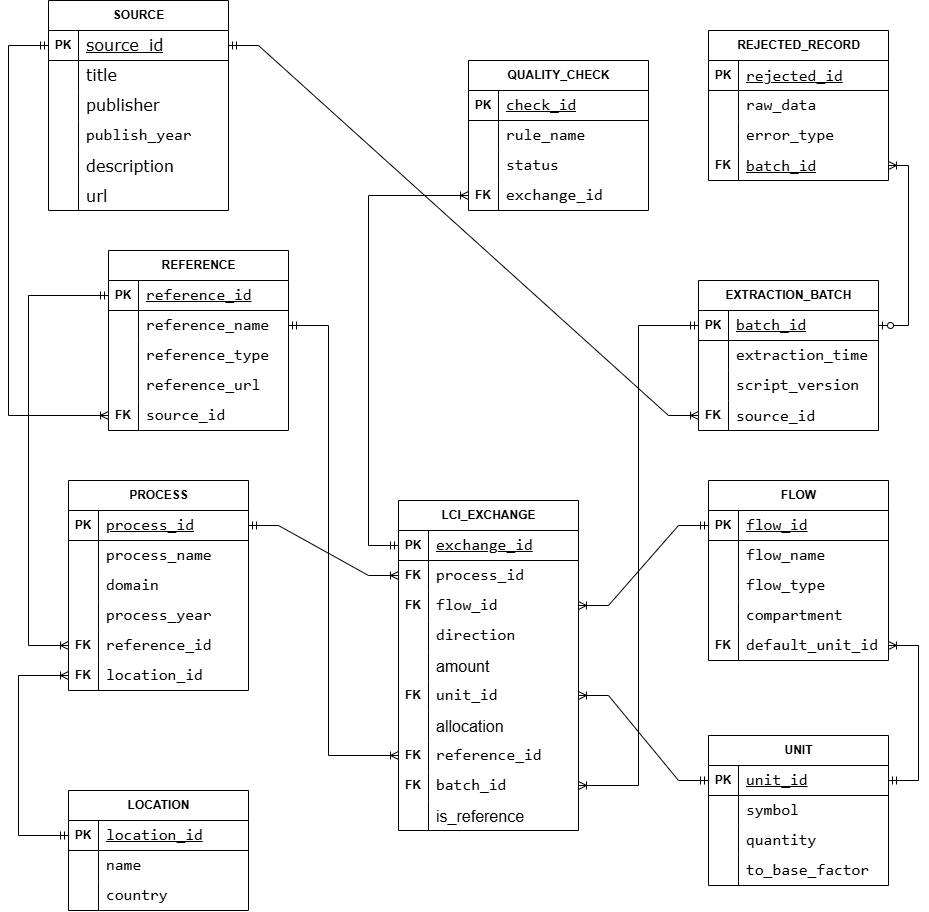 SOURCE
PK source_id
title
publisher
publish_year
description
url
QUALITY_CHECK
PK check_id
rule_name
status
FK exchange_id
REJECTED_RECORD
PK rejected_id
raw_data
error_type
FK batch_id
REFERENCE
PK reference_id
reference_name
reference_type
reference_url
FK source_id
EXTRACTION_BATCH
PK batch_id
extraction_time
script_version
FK source_id
PROCESS
PK process_id
process_name
domain
process_year
FK reference_id
FK location_id
LCI_EXCHANGE
PK exchange_id
FK process_id
FK flow_id
direction
amount
FK unit_id
allocation
FK reference_id
FK batch_id
is_reference
FLOW
PK flow_id
flow_name
flow_type
compartment
FK default_unit_id
LOCATION
PK location_id
name
country
UNIT
PK unit_id
symbol
quantity
to_base_factor